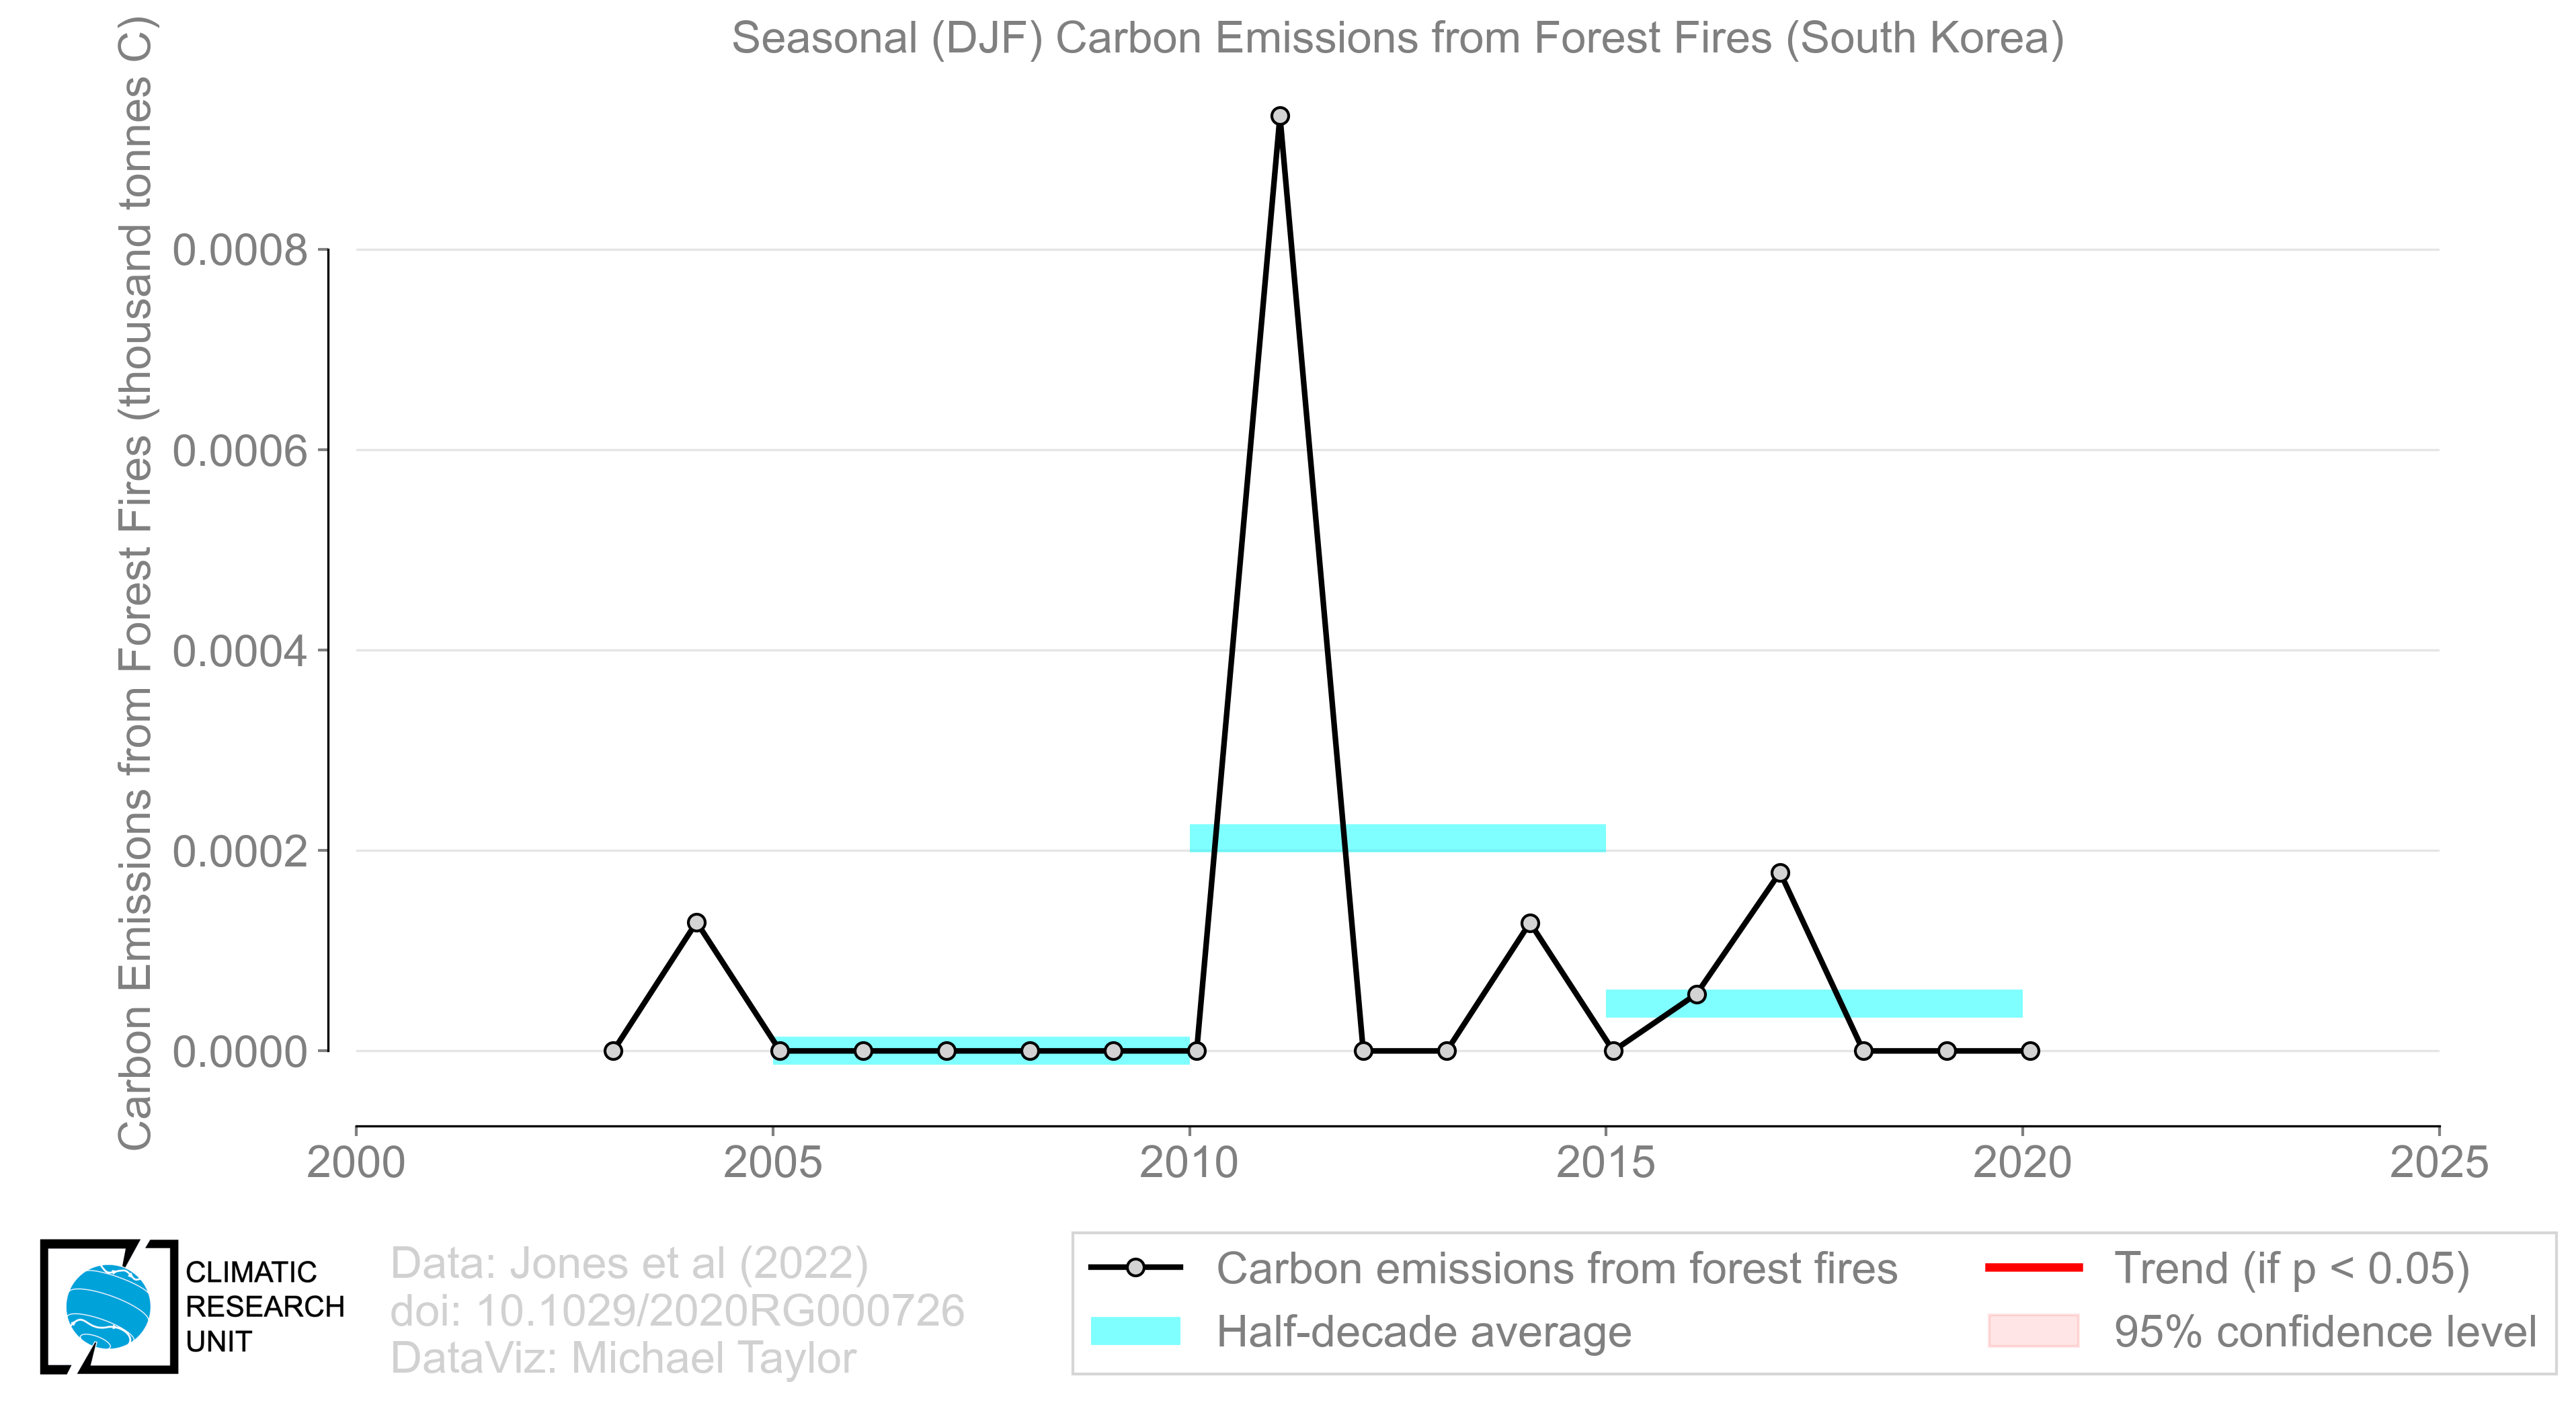 Seasonal (DJF) Carbon Emissions from Forest Fires (South Korea)
Carbon Emissions from Forest Fires (thousand tonnes C)
0.0008
0.0006
0.0004
0.0002
0.0000
2000 2005 2010 2015 2020 2025
CLIMATIC
RESEARCH
UNIT
Data: Jones et al (2022)
doi: 10.1029/2020RG000726
DataViz: Michael Taylor
Carbon emissions from forest fires
Half-decade average
Trend (if p < 0.05)
95% confidence level